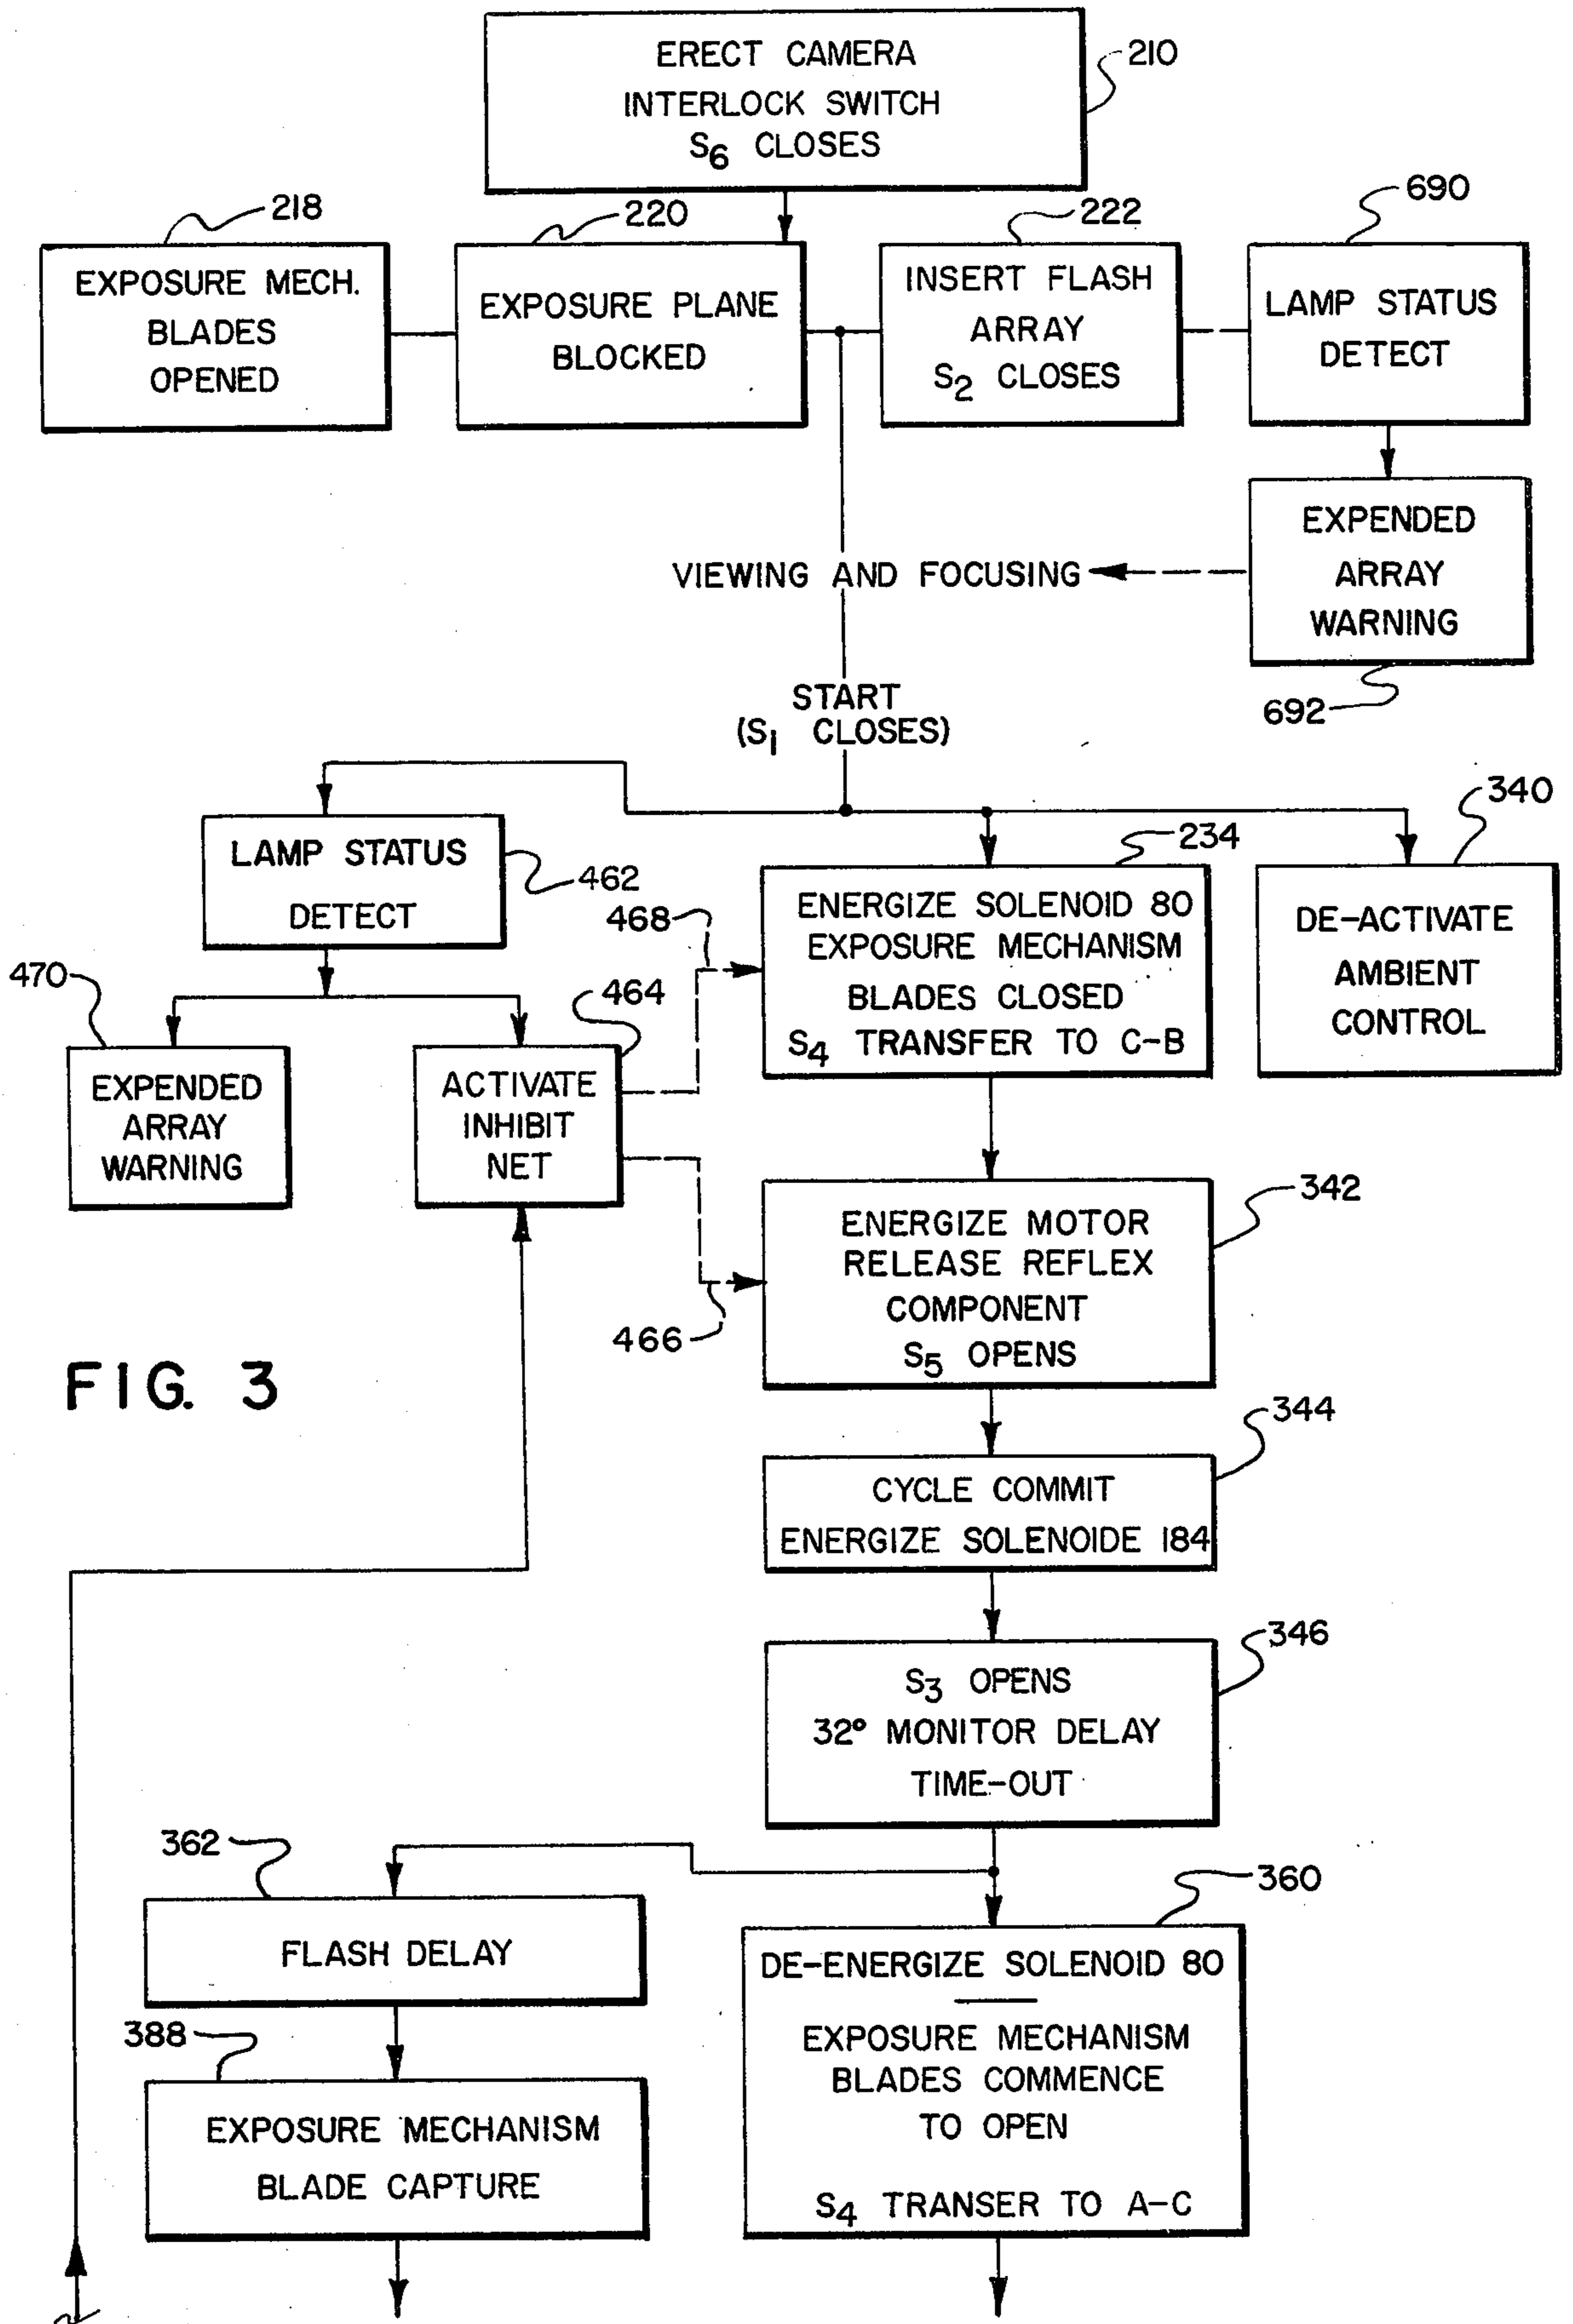 ERECT CAMERA
INTERLOCK SWITCH
S6 CLOSES
210
218
220
222
690
EXPOSURE MECH.
BLADES
OPENED
EXPOSURE PLANE
BLOCKED
INSERT FLASH
ARRAY
S2 CLOSES
LAMP STATUS
DETECT
VIEWING AND FOCUSING
EXPENDED
ARRAY
WARNING
692
START
(S1 CLOSES)
340
234
LAMP STATUS
DETECT
462
468
ENERGIZE SOLENOID 80
EXPOSURE MECHANISM
BLADES CLOSED
S4 TRANSFER TO C-B
DE-ACTIVATE
AMBIENT
CONTROL
470
464
EXPENDED
ARRAY
WARNING
ACTIVATE
INHIBIT
NET
466
342
ENERGIZE MOTOR
RELEASE REFLEX
COMPONENT
S5 OPENS
FIG. 3
344
CYCLE COMMIT
ENERGIZE SOLENOIDE 184
346
S3 OPENS
32° MONITOR DELAY
TIME-OUT
362
360
FLASH DELAY
DE-ENERGIZE SOLENOID 80
EXPOSURE MECHANISM
BLADES COMMENCE
TO OPEN
S4 TRANSER TO A-C
388
EXPOSURE MECHANISM
BLADE CAPTURE